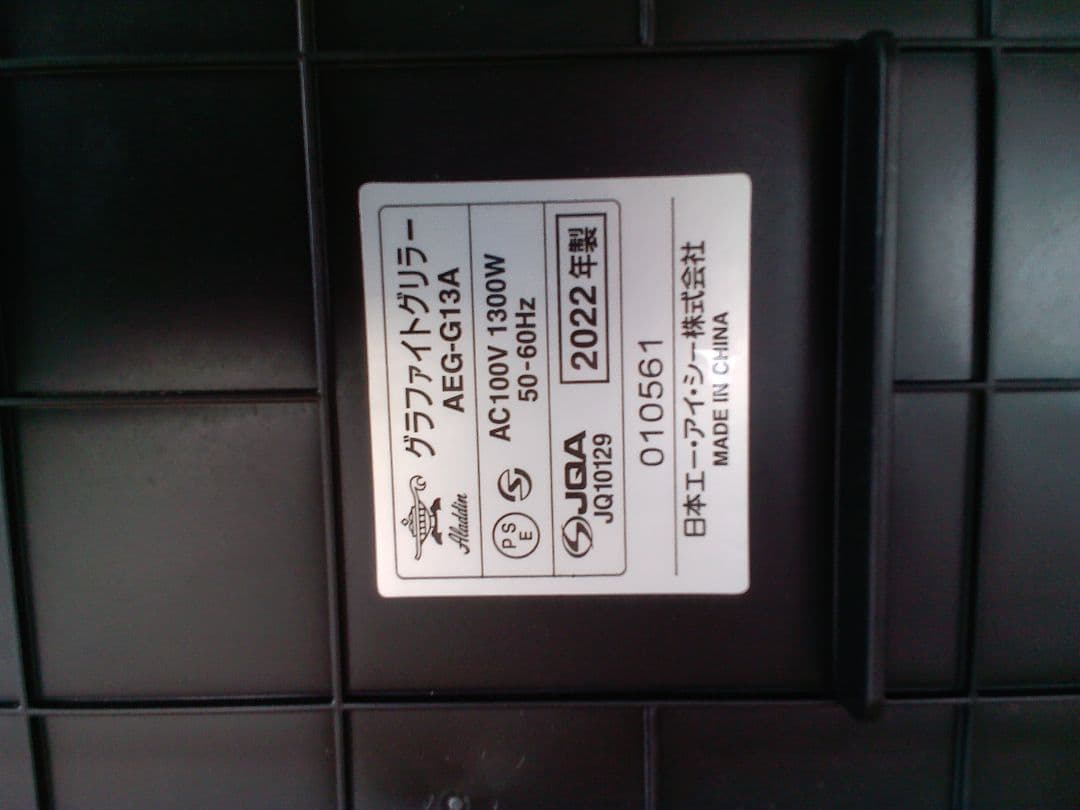 Aladdin
グラファイトグリラー
AEG-G13A
PS
E
S
AC100V 1300W
50-60Hz
JQA
JQ10129
2022年製
010561
日本エー・アイ・シー株式会社
MADE IN CHINA